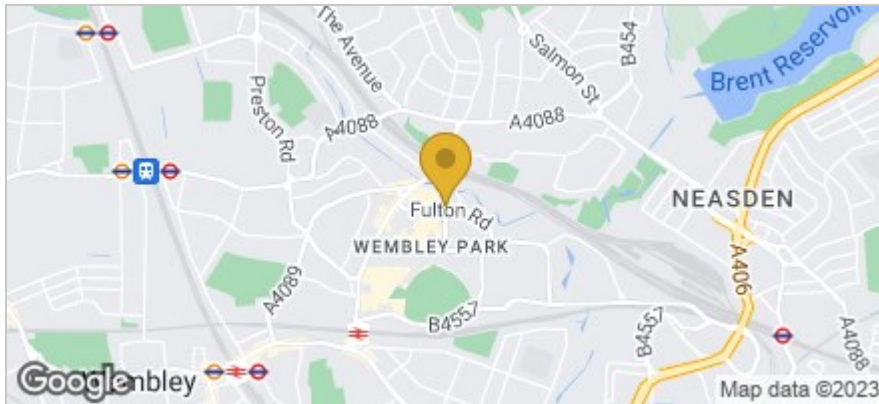 The Avenue
Salmon St
B454
Brent Reservoir
Preston Rd
A4088
A4088
NEASDEN
Fulton Rd
WEMBLEY PARK
A406
A4089
B4557
B4557
A4088
Wembley
Google
Map data ©2023